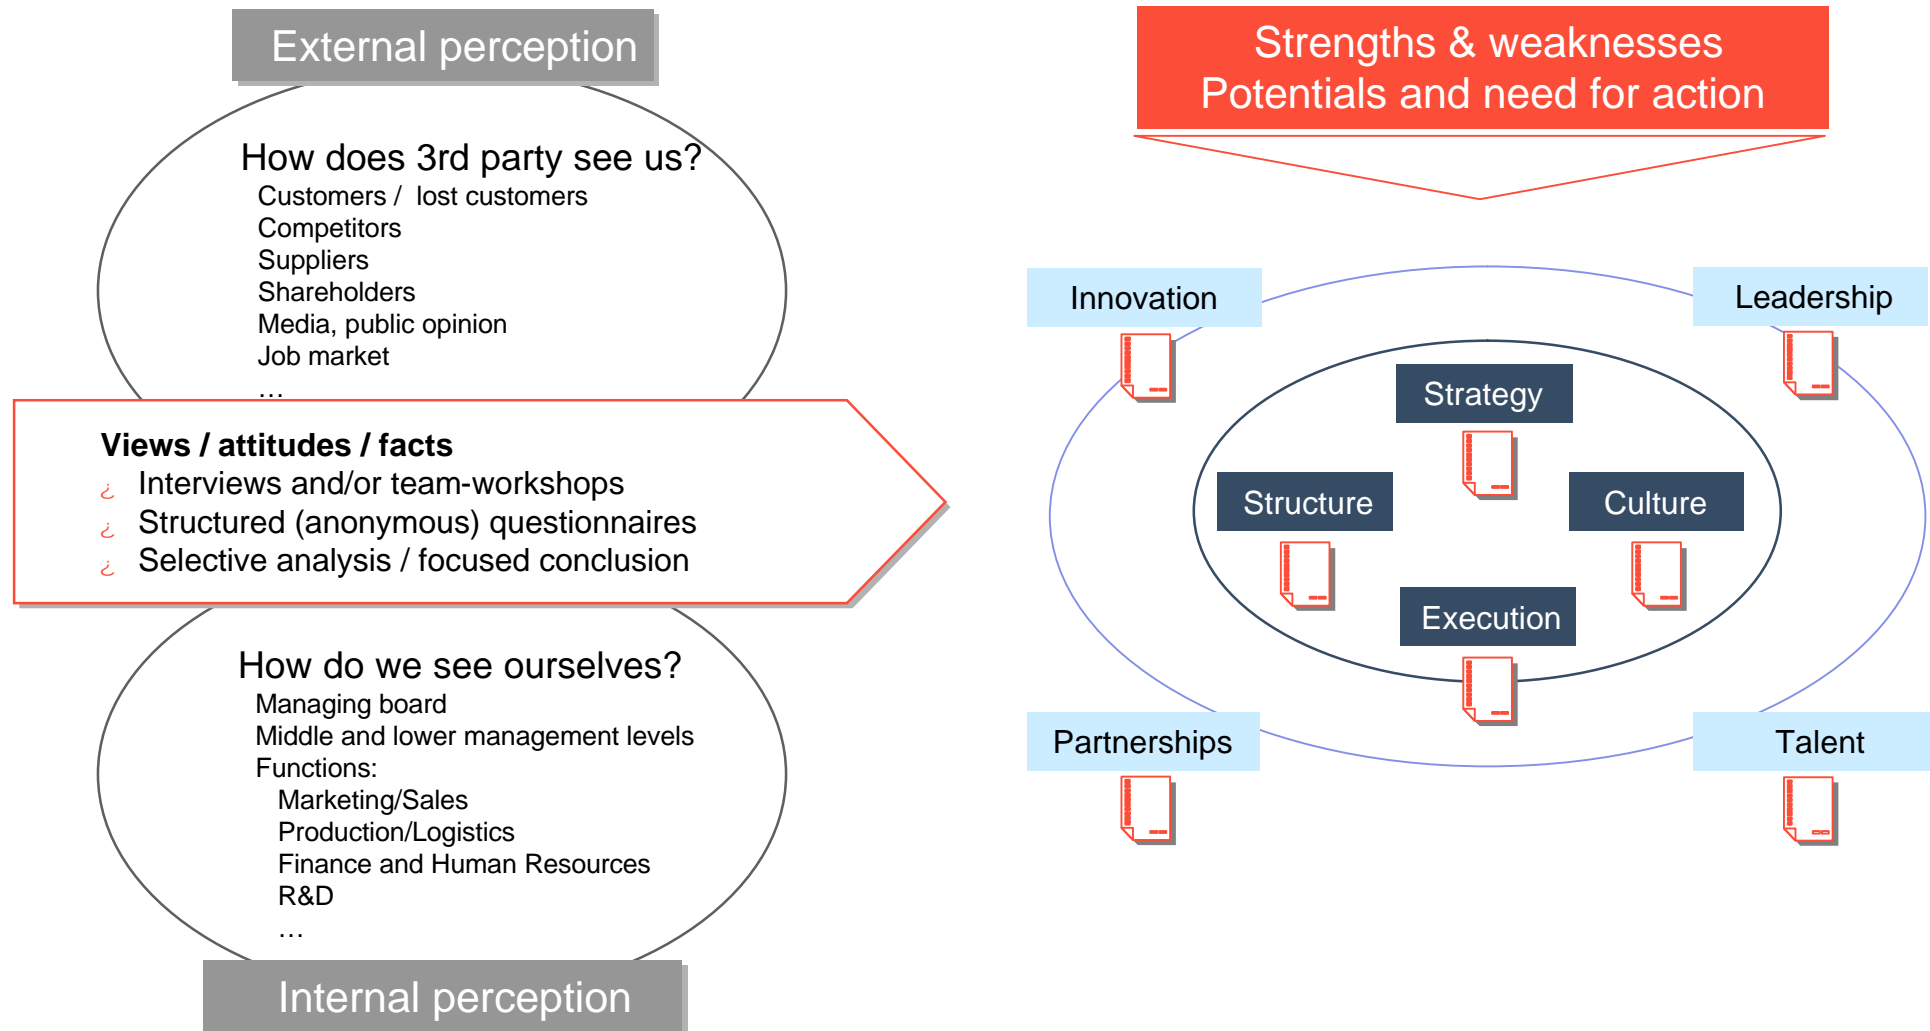 External perception
How does 3rd party see us?
Customers / lost customers
Competitors
Suppliers
Shareholders
Media, public opinion
Job market
…
Views / attitudes / facts
¿ Interviews and/or team-workshops
¿ Structured (anonymous) questionnaires
¿ Selective analysis / focused conclusion
How do we see ourselves?
Managing board
Middle and lower management levels
Functions:
Marketing/Sales
Production/Logistics
Finance and Human Resources
R&D
…
Internal perception
Strengths & weaknesses
Potentials and need for action
Innovation
Leadership
Strategy
Structure
Culture
Execution
Partnerships
Talent